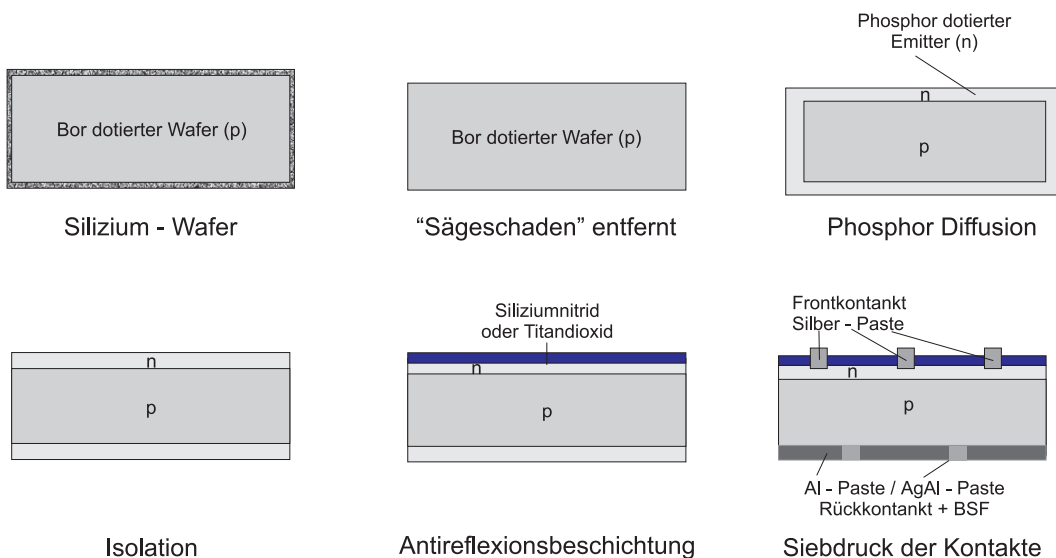 Bor dotierter Wafer (p)
Silizium - Wafer
Bor dotierter Wafer (p)
“Sägeschaden” entfernt
Phosphor dotierter
Emitter (n)
n
p
Phosphor Diffusion
n
p
Isolation
Siliziumnitrid
oder Titandioxid
n
p
Antireflexionsbeschichtung
Frontkontankt
Silber - Paste
n
p
Al - Paste / AgAl - Paste
Rückkontankt + BSF
Siebdruck der Kontakte